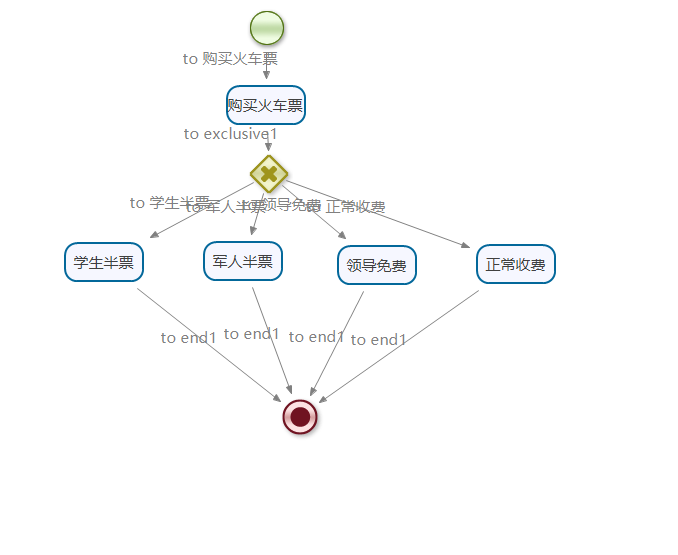 to 购买火车票
购买火车票
to exclusive1
to 学生半票
to 军人半票
to 领导免费
to 正常收费
学生半票
军人半票
领导免费
正常收费
to end1
to end1
to end1
to end1